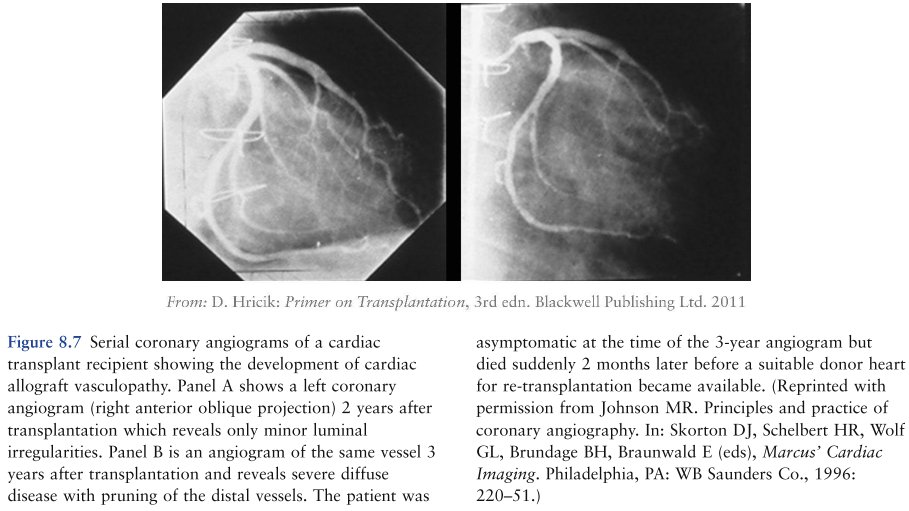 From: D. Hricik: Primer on Transplantation, 3rd edn. Blackwell Publishing Ltd. 2011
Figure 8.7 Serial coronary angiograms of a cardiac
transplant recipient showing the development of cardiac
allograft vasculopathy. Panel A shows a left coronary
angiogram (right anterior oblique projection) 2 years after
transplantation which reveals only minor luminal
irregularities. Panel B is an angiogram of the same vessel 3
years after transplantation and reveals severe diffuse
disease with pruning of the distal vessels. The patient was
asymptomatic at the time of the 3-year angiogram but
died suddenly 2 months later before a suitable donor heart
for re-transplantation became available. (Reprinted with
permission from Johnson MR. Principles and practice of
coronary angiography. In: Skorton DJ, Schelbert HR, Wolf
GL, Brundage BH, Braunwald E (eds), Marcus’ Cardiac
Imaging. Philadelphia, PA: WB Saunders Co., 1996:
220–51.)